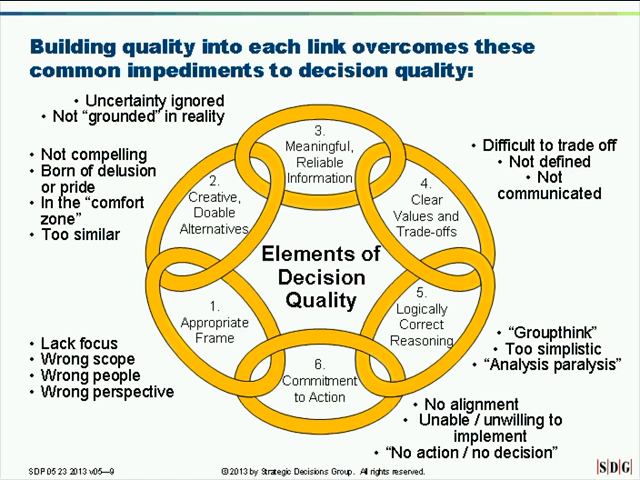 Building quality into each link overcomes these
common impediments to decision quality:
• Uncertainty ignored
• Not “grounded” in reality
• Not compelling
• Born of delusion
or pride
• In the “comfort
zone”
• Too similar
3.
Meaningful,
Reliable
Information
• Difficult to trade off
• Not defined
• Not
communicated
2.
Creative,
Doable
Alternatives
4.
Clear
Values and
Trade-offs
Elements of
Decision
Quality
1.
Appropriate
Frame
5.
Logically
Correct
Reasoning
• Lack focus
• Wrong scope
• Wrong people
• Wrong perspective
6.
Commitment
to Action
• “Groupthink”
• Too simplistic
• “Analysis paralysis”
• No alignment
• Unable / unwilling to
implement
• “No action / no decision”
SDP 05 23 2013 v05—9
© 2013 by Strategic Decisions Group. All rights reserved.
SDG